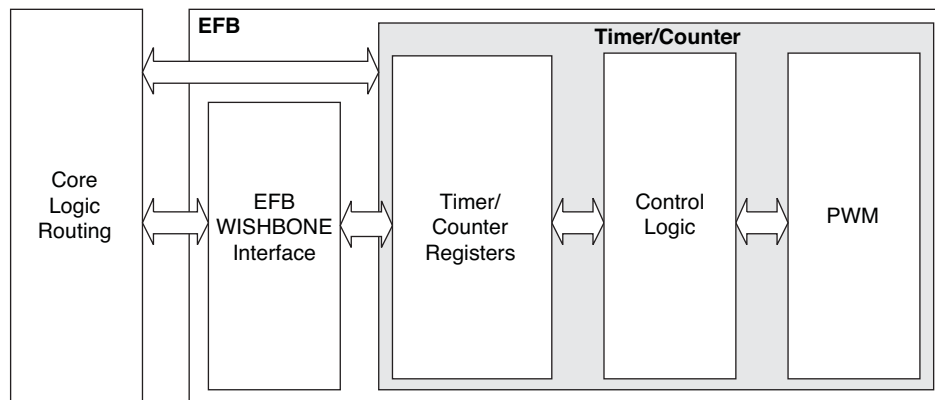 EFB
Timer/Counter
Core
Logic
Routing
EFB
WISHBONE
Interface
Timer/
Counter
Registers
Control
Logic
PWM